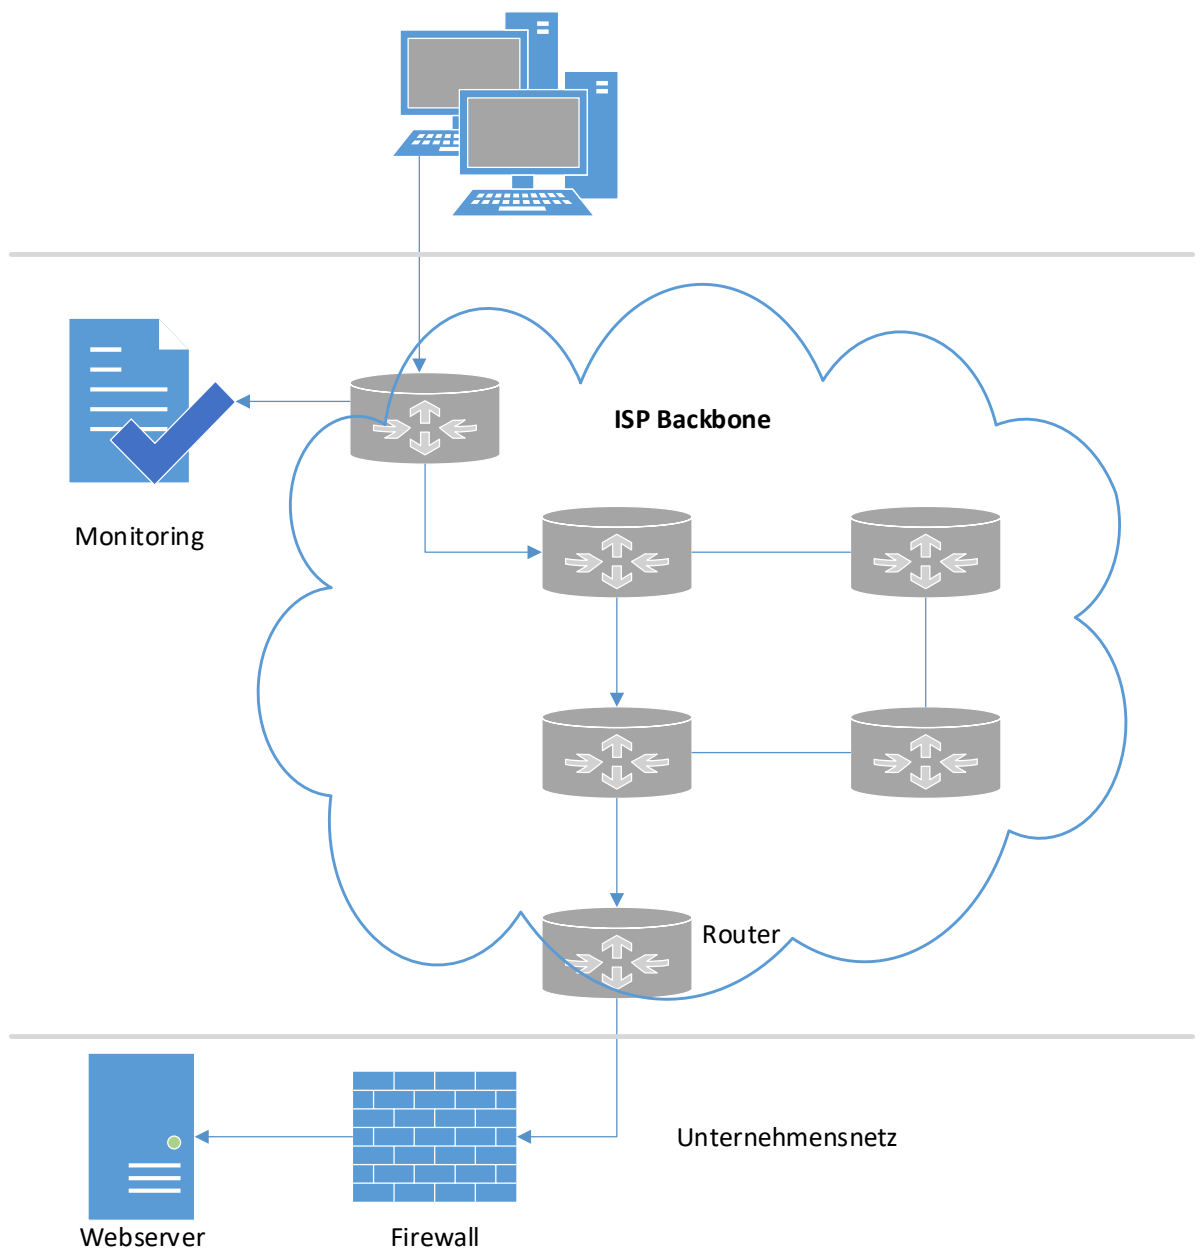 ISP Backbone
Monitoring
Router
Unternehmensnetz
Webserver
Firewall